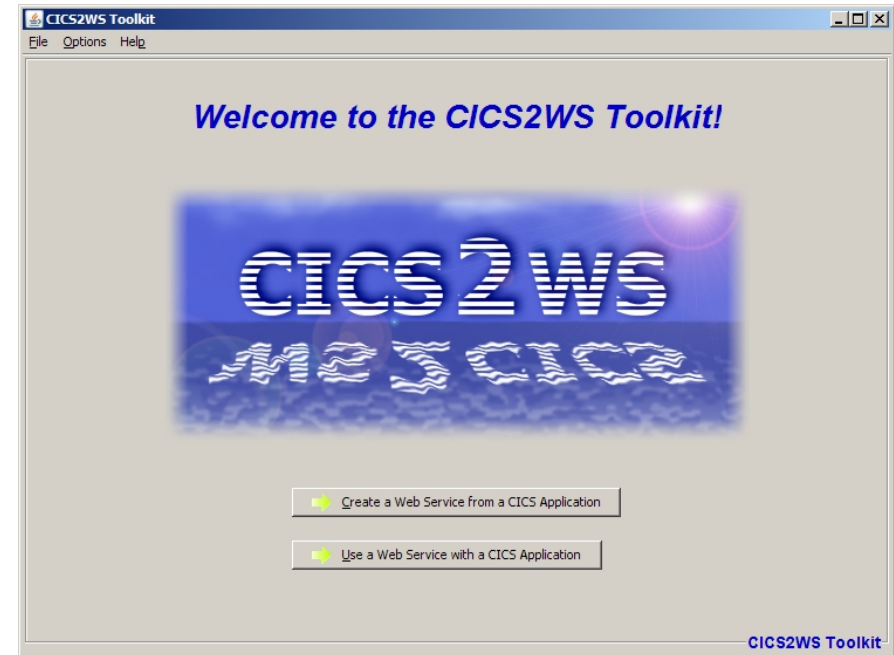 CICS2WS Toolkit
File Options Help
Welcome to the CICS2WS Toolkit!
CICS2WS
Create a Web Service from a CICS Application
Use a Web Service with a CICS Application
CICS2WS Toolkit